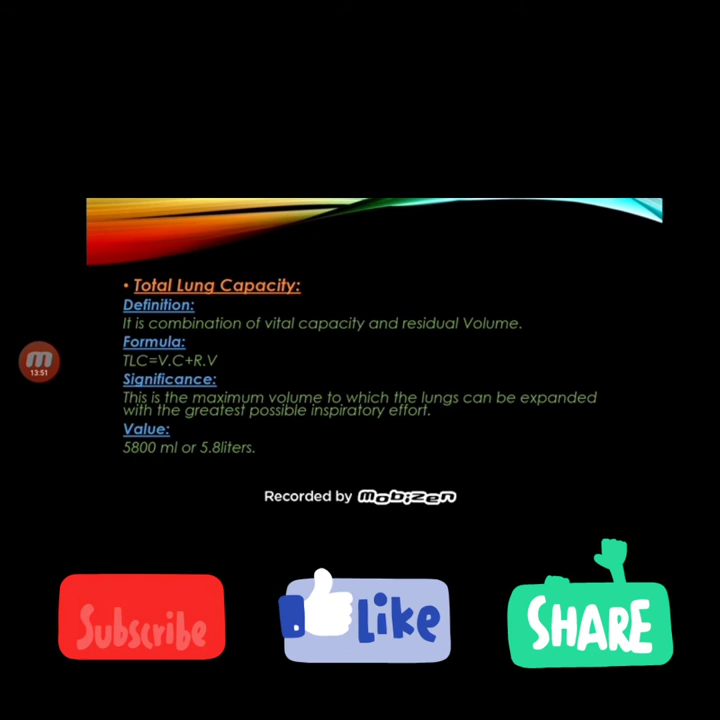 • Total Lung Capacity:
Definition:
It is combination of vital capacity and residual Volume.
Formula:
TLC=V.C+R.V
Significance:
This is the maximum volume to which the lungs can be expanded
with the greatest possible inspiratory effort.
Value:
5800 ml or 5.8liters.
13:51
Recorded by mobizen
Subscribe
Like
SHARE